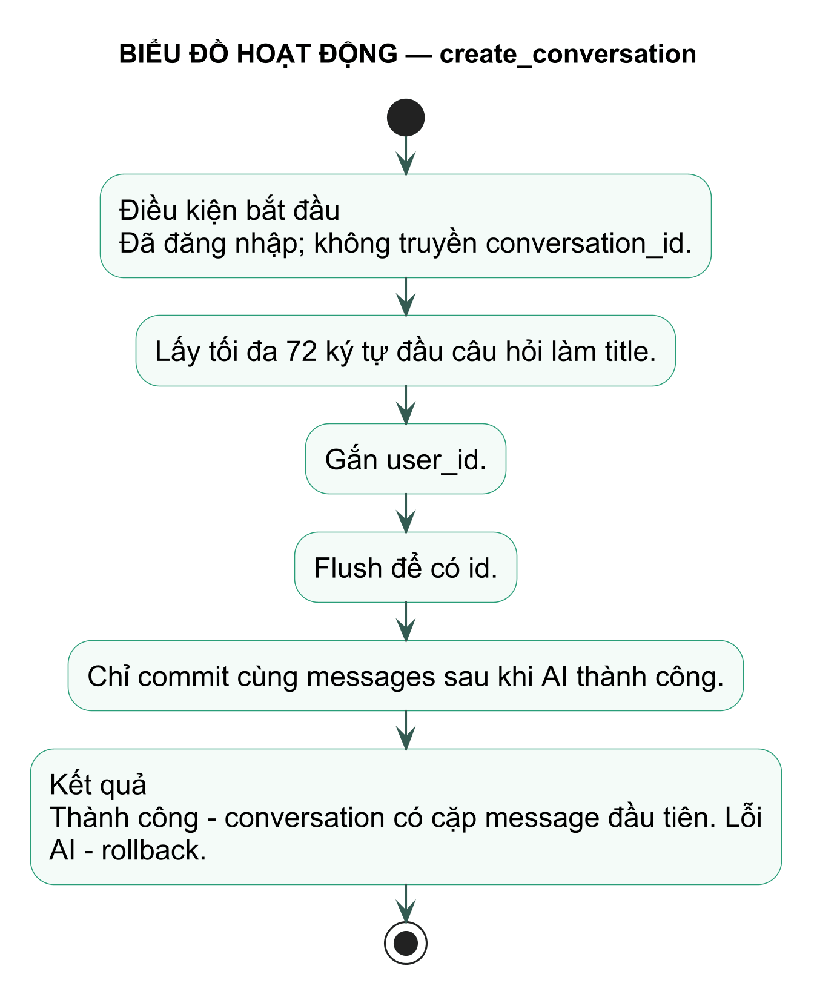 BIỂU ĐỒ HOẠT ĐỘNG — create_conversation
Điều kiện bắt đầu
Đã đăng nhập; không truyền conversation_id.
Lấy tối đa 72 ký tự đầu câu hỏi làm title.
Gắn user_id.
Flush để có id.
Chỉ commit cùng messages sau khi AI thành công.
Kết quả
Thành công - conversation có cặp message đầu tiên. Lỗi
AI - rollback.